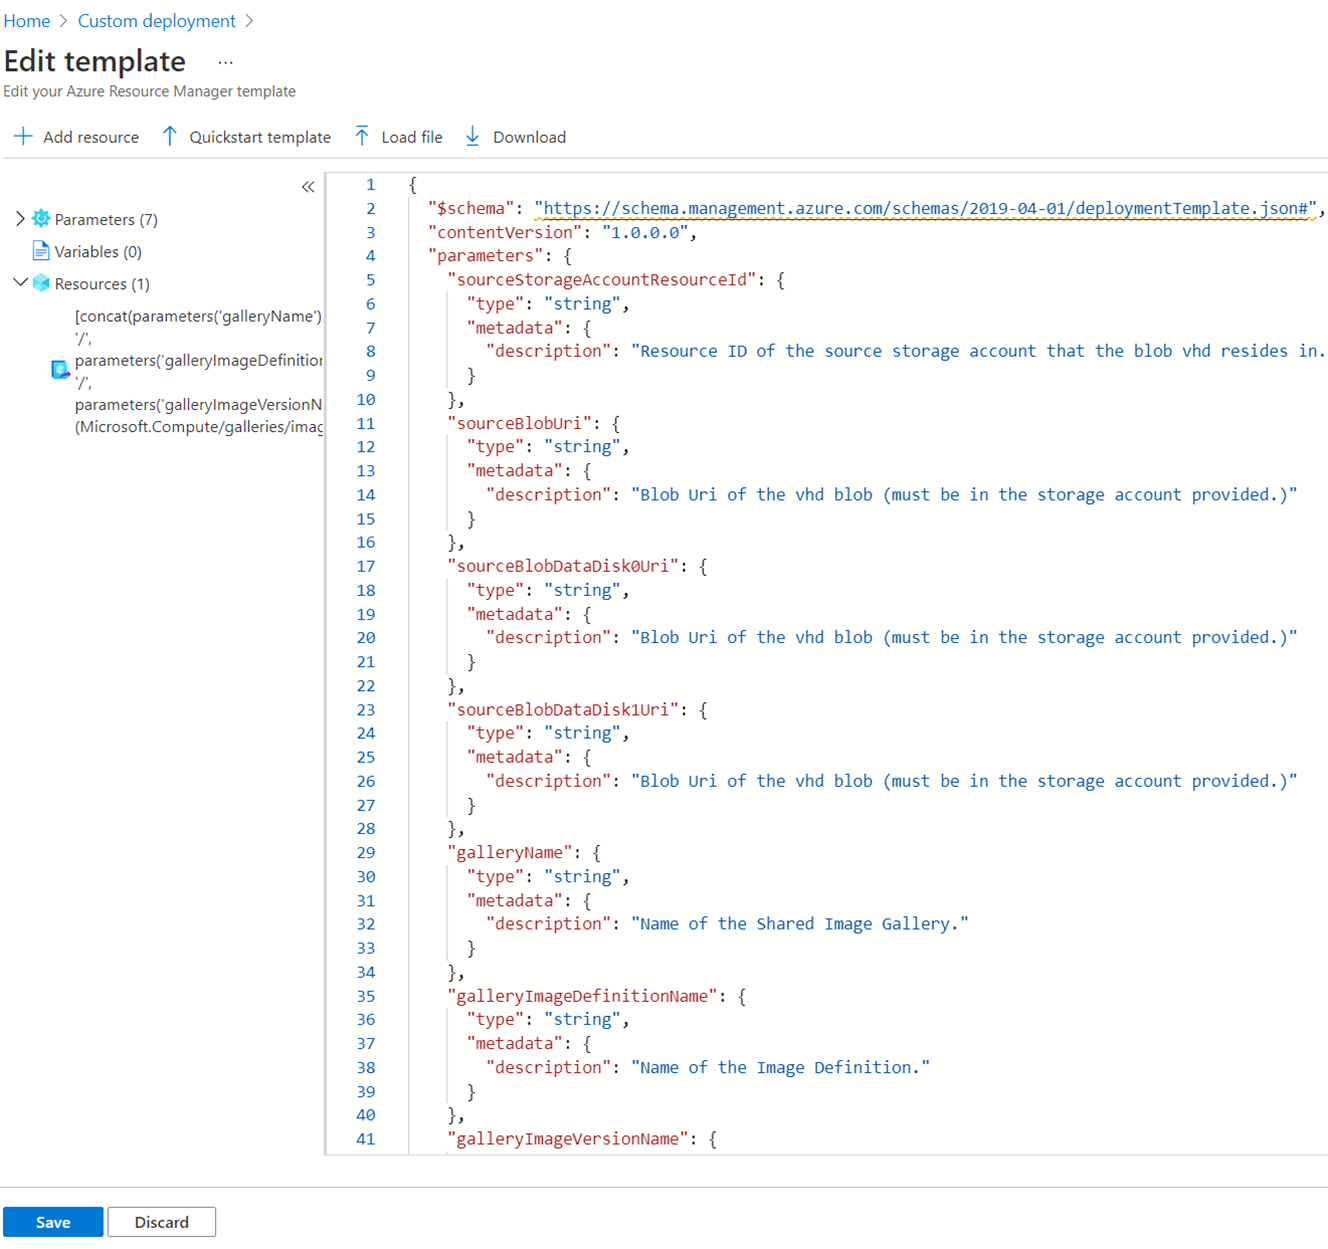 Home > Custom deployment >
Edit template ...
Edit your Azure Resource Manager template
Add resource Quickstart template Load file Download
«
Parameters (7)
Variables (0)
Resources (1)
[concat(parameters('galleryName')
'/',
parameters('galleryImageDefinition
'/',
parameters('galleryImageVersionN
(Microsoft.Compute/galleries/imag
1 {
2 "$schema": "https://schema.management.azure.com/schemas/2019-04-01/deploymentTemplate.json#",
3 "contentVersion": "1.0.0.0",
4 "parameters": {
5 "sourceStorageAccountResourceId": {
6 "type": "string",
7 "metadata": {
8 "description": "Resource ID of the source storage account that the blob vhd resides in.
9 }
10 },
11 "sourceBlobUri": {
12 "type": "string",
13 "metadata": {
14 "description": "Blob Uri of the vhd blob (must be in the storage account provided.)"
15 }
16 },
17 "sourceBlobDataDisk0Uri": {
18 "type": "string",
19 "metadata": {
20 "description": "Blob Uri of the vhd blob (must be in the storage account provided.)"
21 }
22 },
23 "sourceBlobDataDisk1Uri": {
24 "type": "string",
25 "metadata": {
26 "description": "Blob Uri of the vhd blob (must be in the storage account provided.)"
27 }
28 },
29 "galleryName": {
30 "type": "string",
31 "metadata": {
32 "description": "Name of the Shared Image Gallery."
33 }
34 },
35 "galleryImageDefinitionName": {
36 "type": "string",
37 "metadata": {
38 "description": "Name of the Image Definition."
39 }
40 },
41 "galleryImageVersionName": {
Save Discard